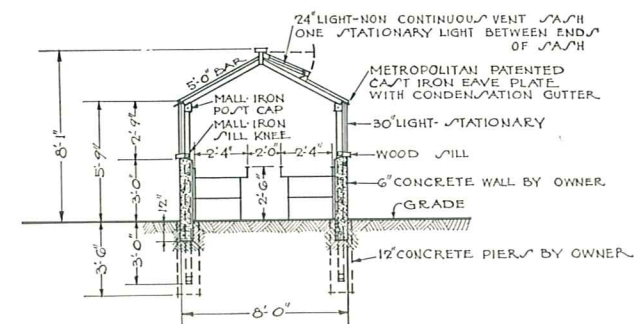 24" LIGHT-NON CONTINUOUS VENT SASH
ONE STATIONARY LIGHT BETWEEN ENDS
OF SASH
5'-0" BAR
METROPOLITAN PATENTED
CAST IRON EAVE PLATE
WITH CONDENSATION GUTTER
MALL-IRON
POST CAP
MALL-IRON
SILL KNEE
30" LIGHT-STATIONARY
WOOD SILL
8'-1"
5'-9"
2'-9"
2'-4"
2'-0"
2'-4"
3'-0"
2'-6"
6" CONCRETE WALL BY OWNER
GRADE
12"
3'-6"
3'-0"
12" CONCRETE PIERS BY OWNER
8'-0"